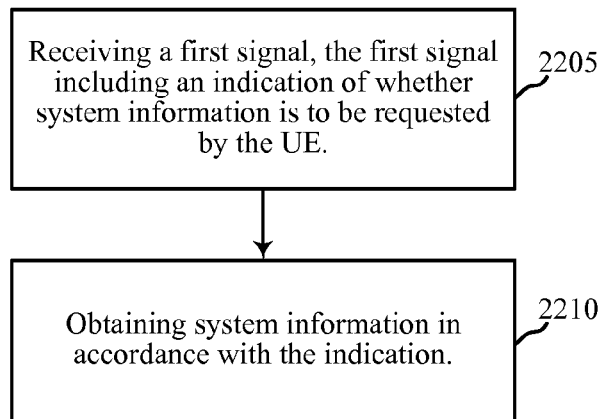 Receiving a first signal, the first signal
including an indication of whether
system information is to be requested
by the UE.
2205
Obtaining system information in
accordance with the indication.
2210